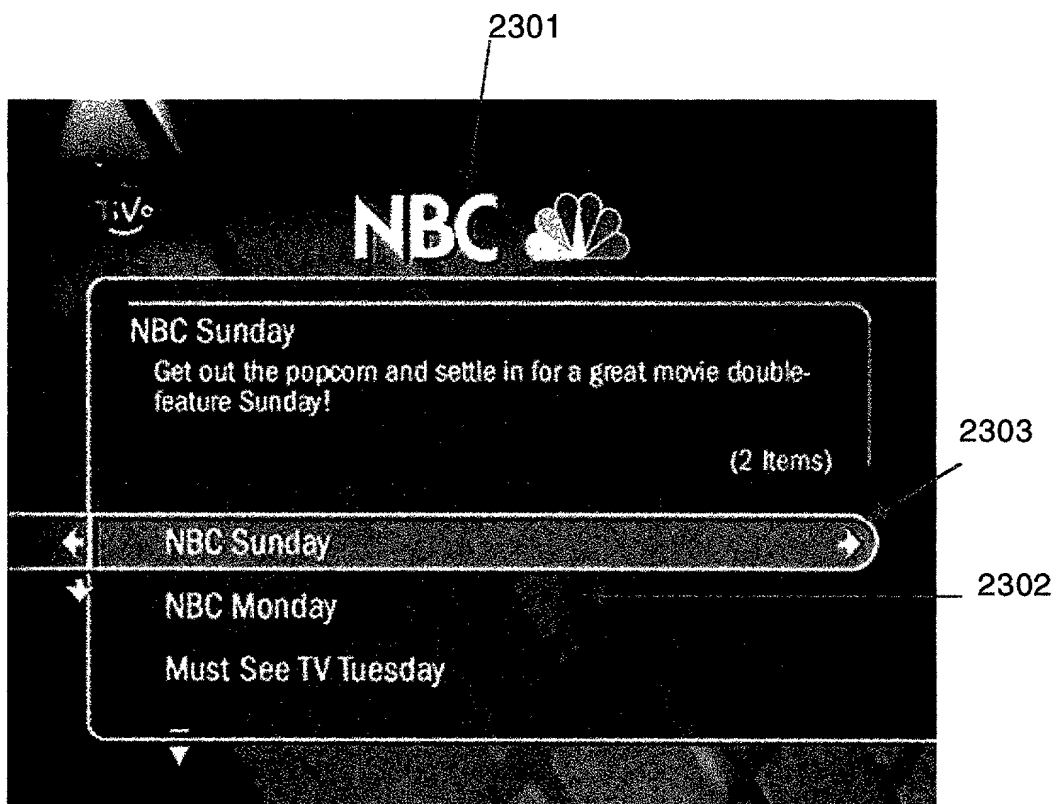 2301
TiVo
NBC
NBC Sunday
Get out the popcorn and settle in for a great movie double-
feature Sunday!
(2 Items)
2303
NBC Sunday
2302
NBC Monday
Must See TV Tuesday